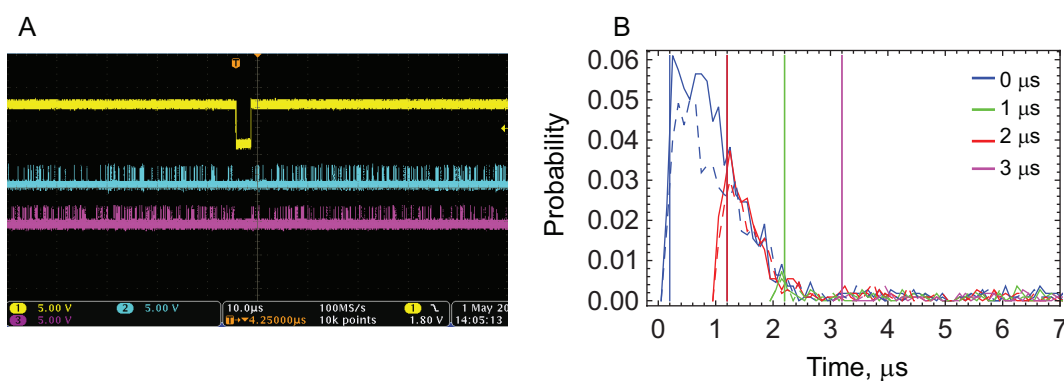 A
T
1 5.00 V 2 5.00 V 10.0µs 100MS/s 1
3 5.00 V T→▼4.25000µs 10k points 1.80 V
1 May 20
14:05:13
B
Probability
0.06
0.05
0.04
0.03
0.02
0.01
0.00
0 µs
1 µs
2 µs
3 µs
0 1 2 3 4 5 6 7
Time, µs